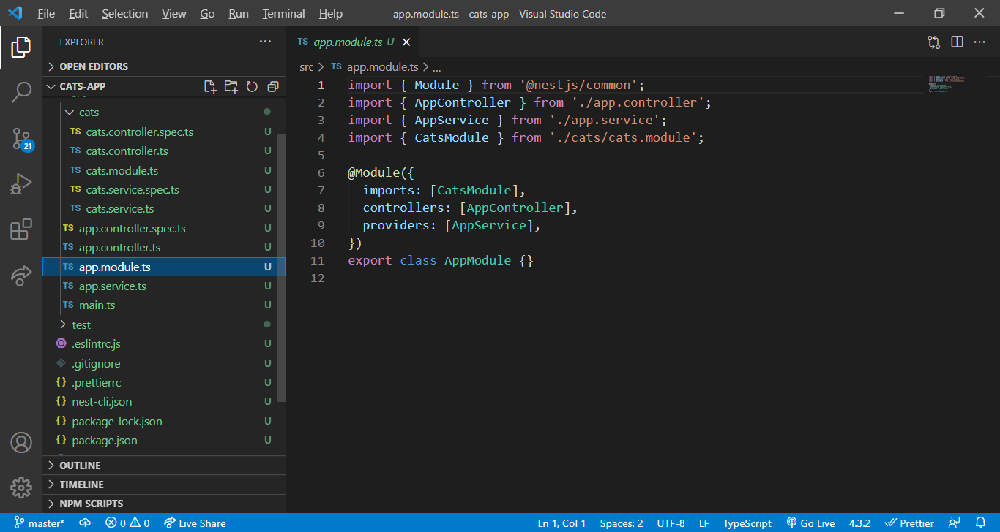 File Edit Selection View Go Run Terminal Help app.module.ts - cats-app - Visual Studio Code
EXPLORER
OPEN EDITORS
CATS-APP
src
cats
TS cats.controller.spec.ts U
TS cats.controller.ts U
TS cats.module.ts U
TS cats.service.spec.ts U
TS cats.service.ts U
TS app.controller.spec.ts U
TS app.controller.ts U
TS app.module.ts U
TS app.service.ts U
TS main.ts U
test
.eslintrc.js U
.gitignore U
{} .prettierrc U
{} nest-cli.json U
{} package-lock.json U
{} package.json U
OUTLINE
TIMELINE
NPM SCRIPTS
21
TS app.module.ts U
src > TS app.module.ts > ...
1 import { Module } from '@nestjs/common';
2 import { AppController } from './app.controller';
3 import { AppService } from './app.service';
4 import { CatsModule } from './cats/cats.module';
5
6 @Module({
7   imports: [CatsModule],
8   controllers: [AppController],
9   providers: [AppService],
10 })
11 export class AppModule {}
12
master* 0 0 Live Share Ln 1, Col 1 Spaces: 2 UTF-8 LF TypeScript Go Live 4.3.2 Prettier